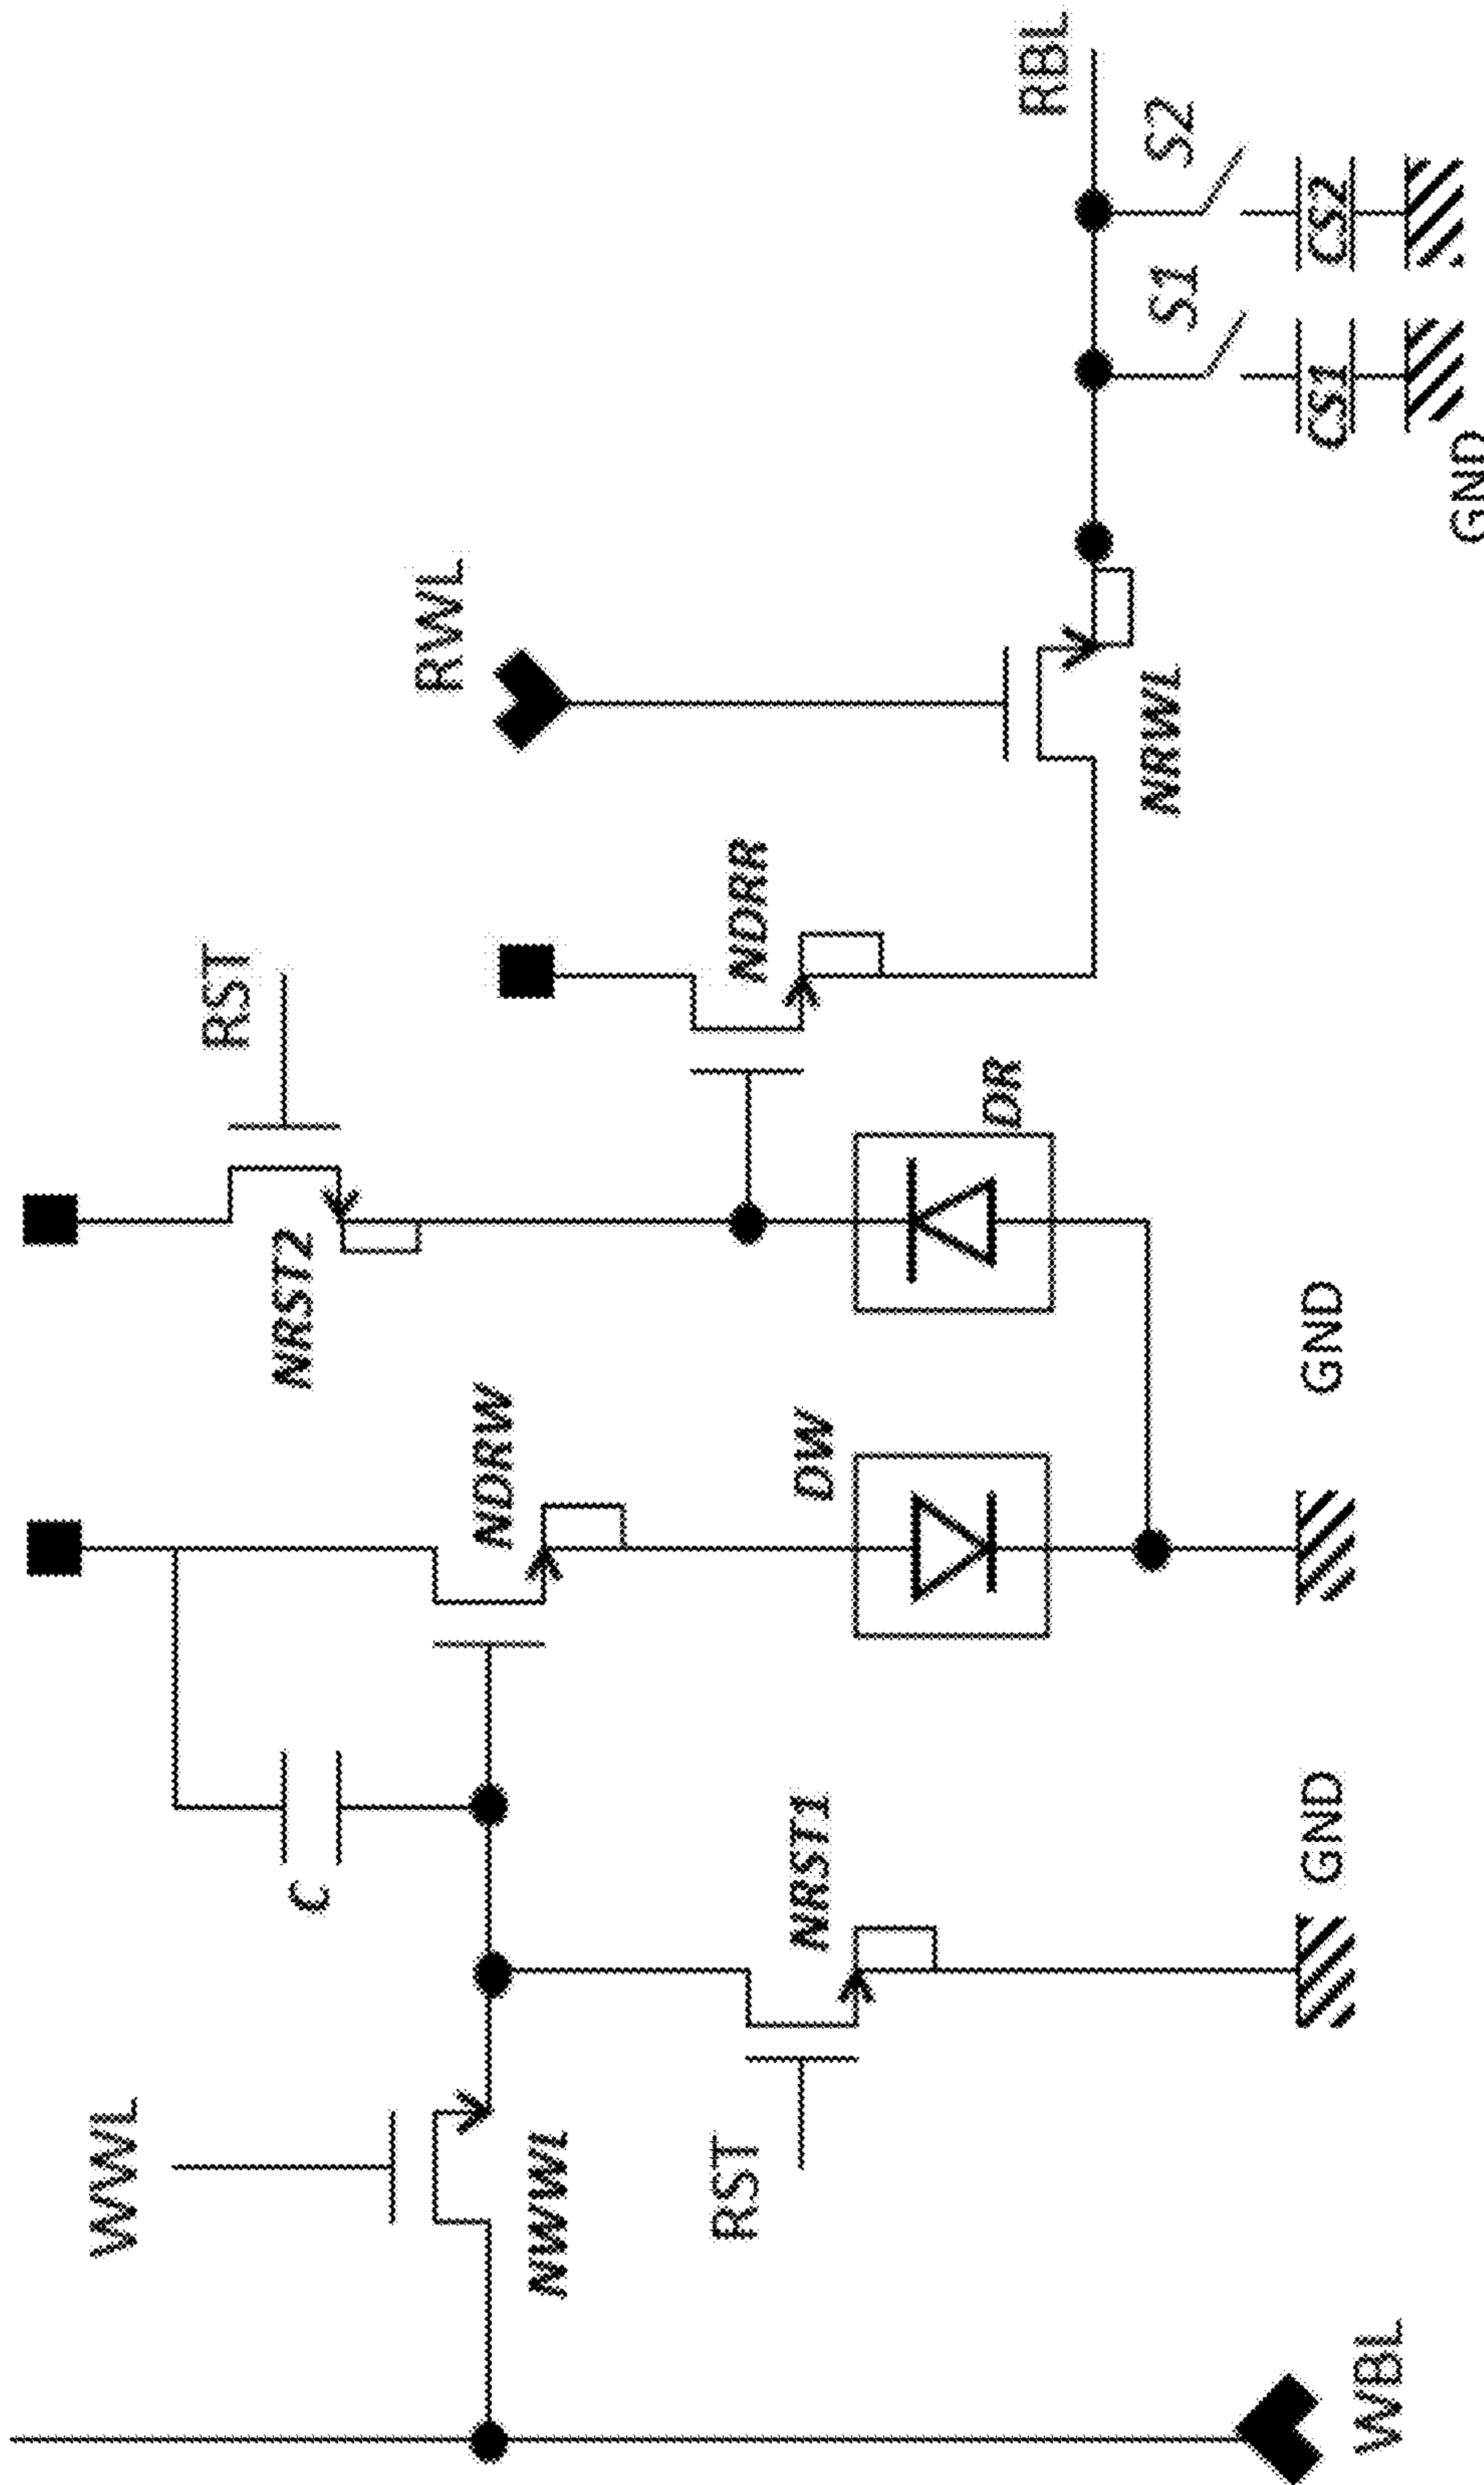 WBL
WWL
NWWL
RST
NRST1
GND
C
NDRW
DW
GND
NRST2
RST
DR
NDRR
RWL
NRWL
RBL
S1
S2
CS1
CS2
GND